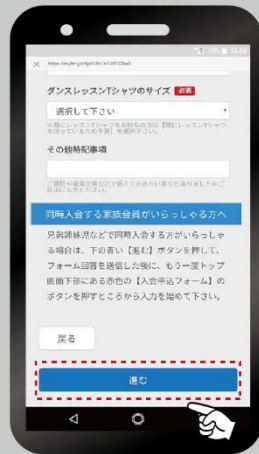 ダンスレッスンTシャツのサイズ 必須
選択して下さい
その他特記事項
同時入会する家族会員がいらっしゃる方へ
兄弟姉妹児などで同時入会する方がいらっしゃ
る場合は、下の青い【進む】ボタンを押して、
フォーム回答を送信した後に、もう一度トップ
画面下部にある赤色の【入会申込フォーム】の
ボタンを押すところから入力を始めて下さい。
戻る
進む